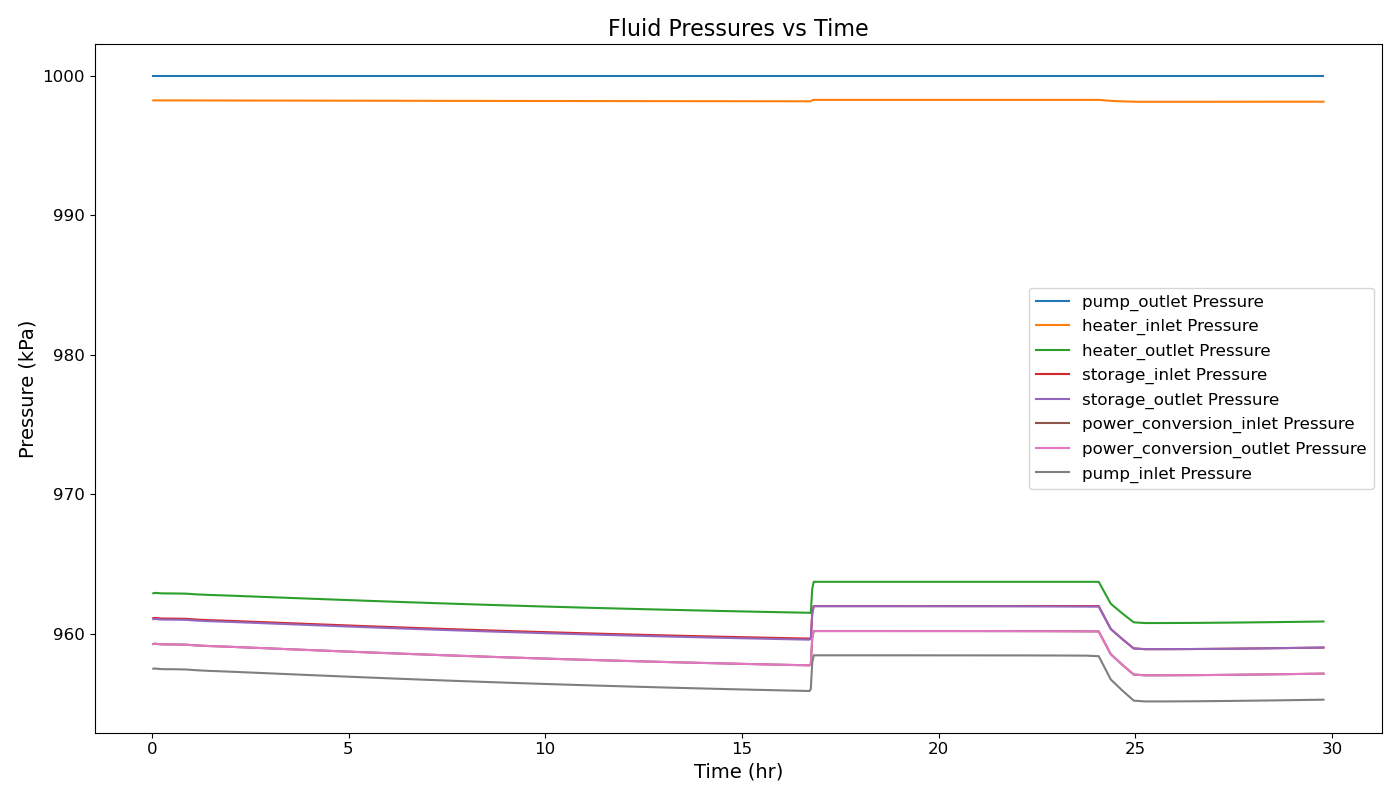 Fluid Pressures vs Time
Pressure (kPa)
1000
990
980
970
960
pump_outlet Pressure
heater_inlet Pressure
heater_outlet Pressure
storage_inlet Pressure
storage_outlet Pressure
power_conversion_inlet Pressure
power_conversion_outlet Pressure
pump_inlet Pressure
0 5 10 15 20 25 30
Time (hr)